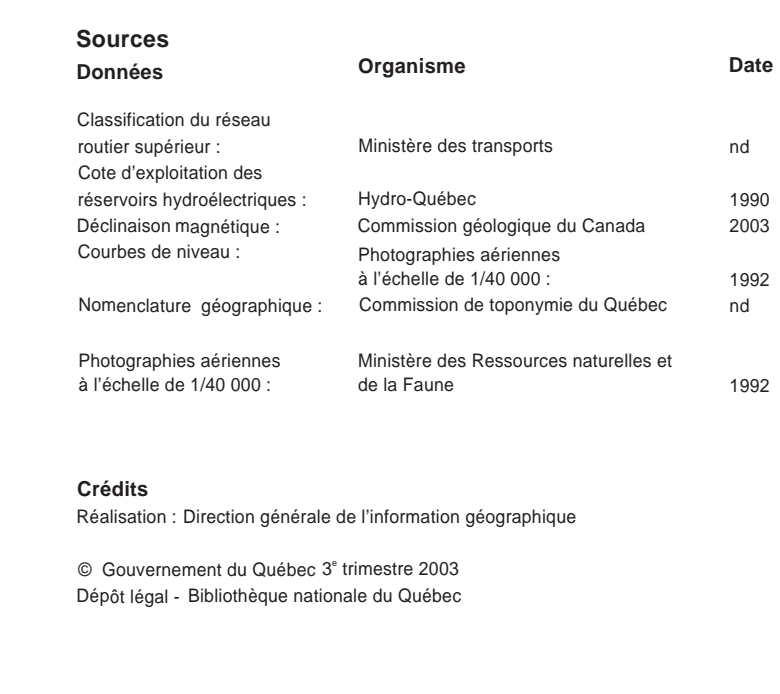 Sources
Données Organisme Date
Classification du réseau
routier supérieur : Ministère des transports nd
Cote d'exploitation des
réservoirs hydroélectriques : Hydro-Québec 1990
Déclinaison magnétique : Commission géologique du Canada 2003
Courbes de niveau : Photographies aériennes
à l'échelle de 1/40 000 : 1992
Nomenclature géographique : Commission de toponymie du Québec nd
Photographies aériennes Ministère des Ressources naturelles et
à l'échelle de 1/40 000 : de la Faune 1992
Crédits
Réalisation : Direction générale de l'information géographique
© Gouvernement du Québec 3e trimestre 2003
Dépôt légal - Bibliothèque nationale du Québec